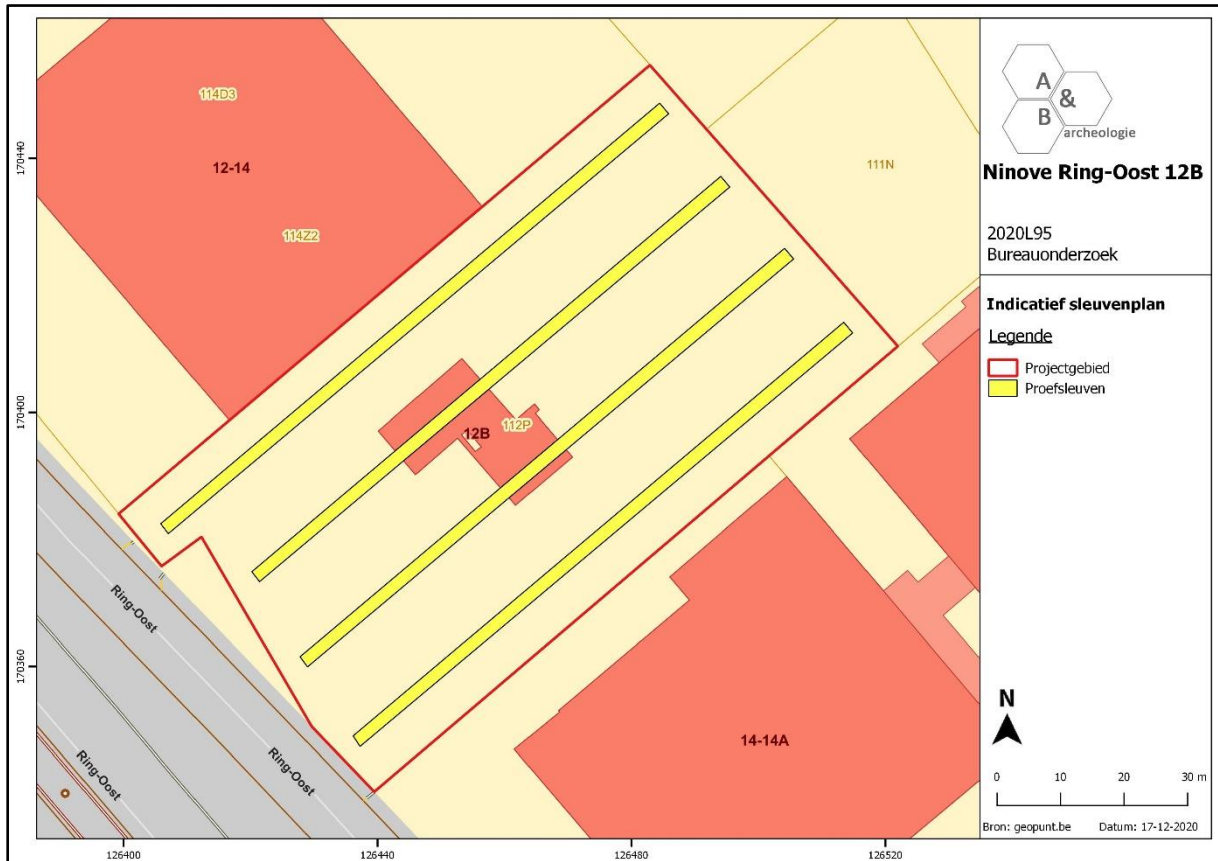 114D3
12-14
114Z2
111N
12B
112P
14-14A
Ring-Oost
Ring-Oost
Ring-Oost
170440
170400
170360
126400
126440
126480
126520
A
&
B
archeologie
Ninove Ring-Oost 12B
2020L95
Bureauonderzoek
Indicatief sleuvenplan
Legende
Projectgebied
Proefsleuven
N
0 10 20 30 m
Bron: geopunt.be Datum: 17-12-2020